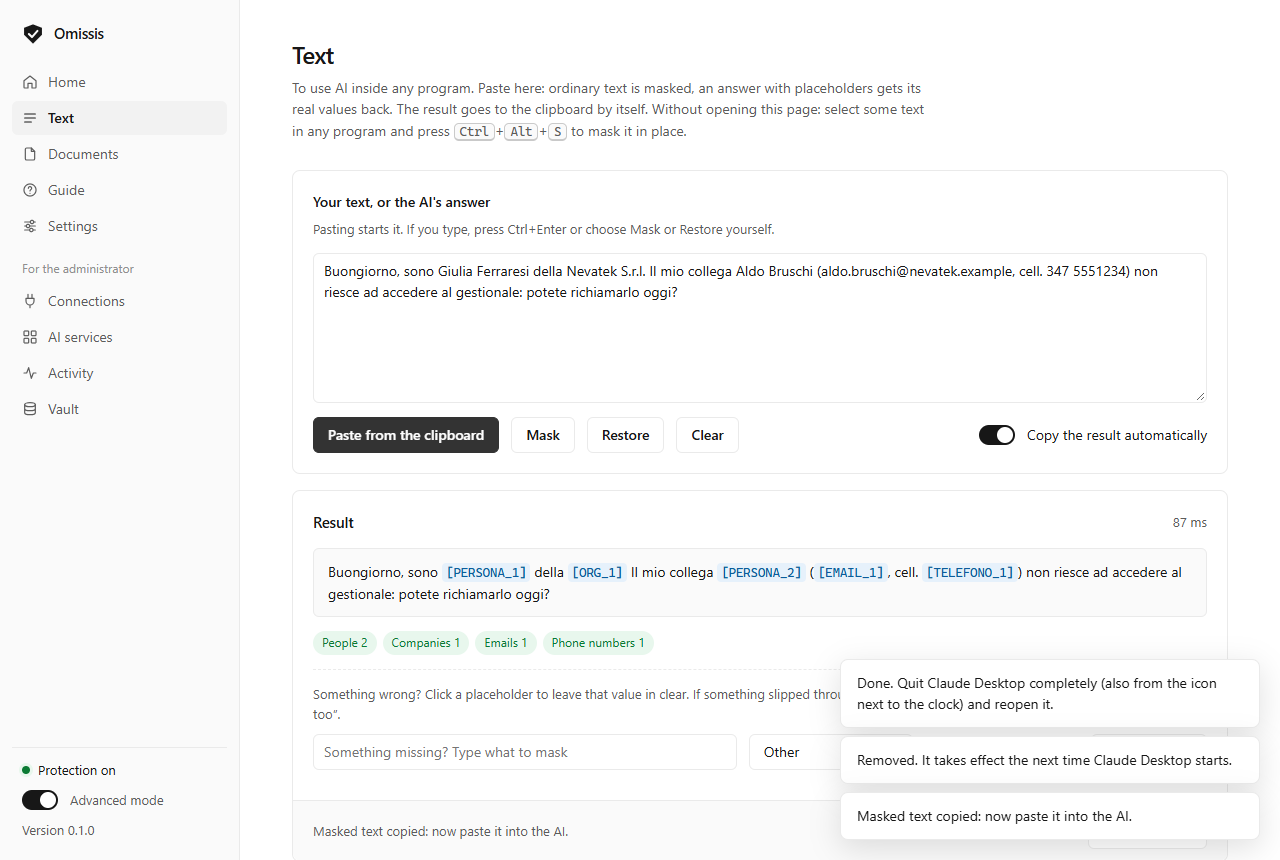 Omissis
Home
Text
Documents
Guide
Settings
For the administrator
Connections
AI services
Activity
Vault
Protection on
Advanced mode
Version 0.1.0
Text
To use AI inside any program. Paste here: ordinary text is masked, an answer with placeholders gets its
real values back. The result goes to the clipboard by itself. Without opening this page: select some text
in any program and press Ctrl+Alt+S to mask it in place.
Your text, or the AI's answer
Pasting starts it. If you type, press Ctrl+Enter or choose Mask or Restore yourself.
Buongiorno, sono Giulia Ferraresi della Nevatek S.r.l. Il mio collega Aldo Bruschi (aldo.bruschi@nevatek.example, cell. 347 5551234) non
riesce ad accedere al gestionale: potete richiamarlo oggi?
Paste from the clipboard
Mask
Restore
Clear
Copy the result automatically
Result
87 ms
Buongiorno, sono [PERSONA_1] della [ORG_1] Il mio collega [PERSONA_2] ( [EMAIL_1], cell. [TELEFONO_1] ) non riesce ad accedere al
gestionale: potete richiamarlo oggi?
People 2
Companies 1
Emails 1
Phone numbers 1
Something wrong? Click a placeholder to leave that value in clear. If something slipped
too".
Something missing? Type what to mask
Other
Masked text copied: now paste it into the AI.
Done. Quit Claude Desktop completely (also from the icon
next to the clock) and reopen it.
Removed. It takes effect the next time Claude Desktop starts.
Masked text copied: now paste it into the AI.